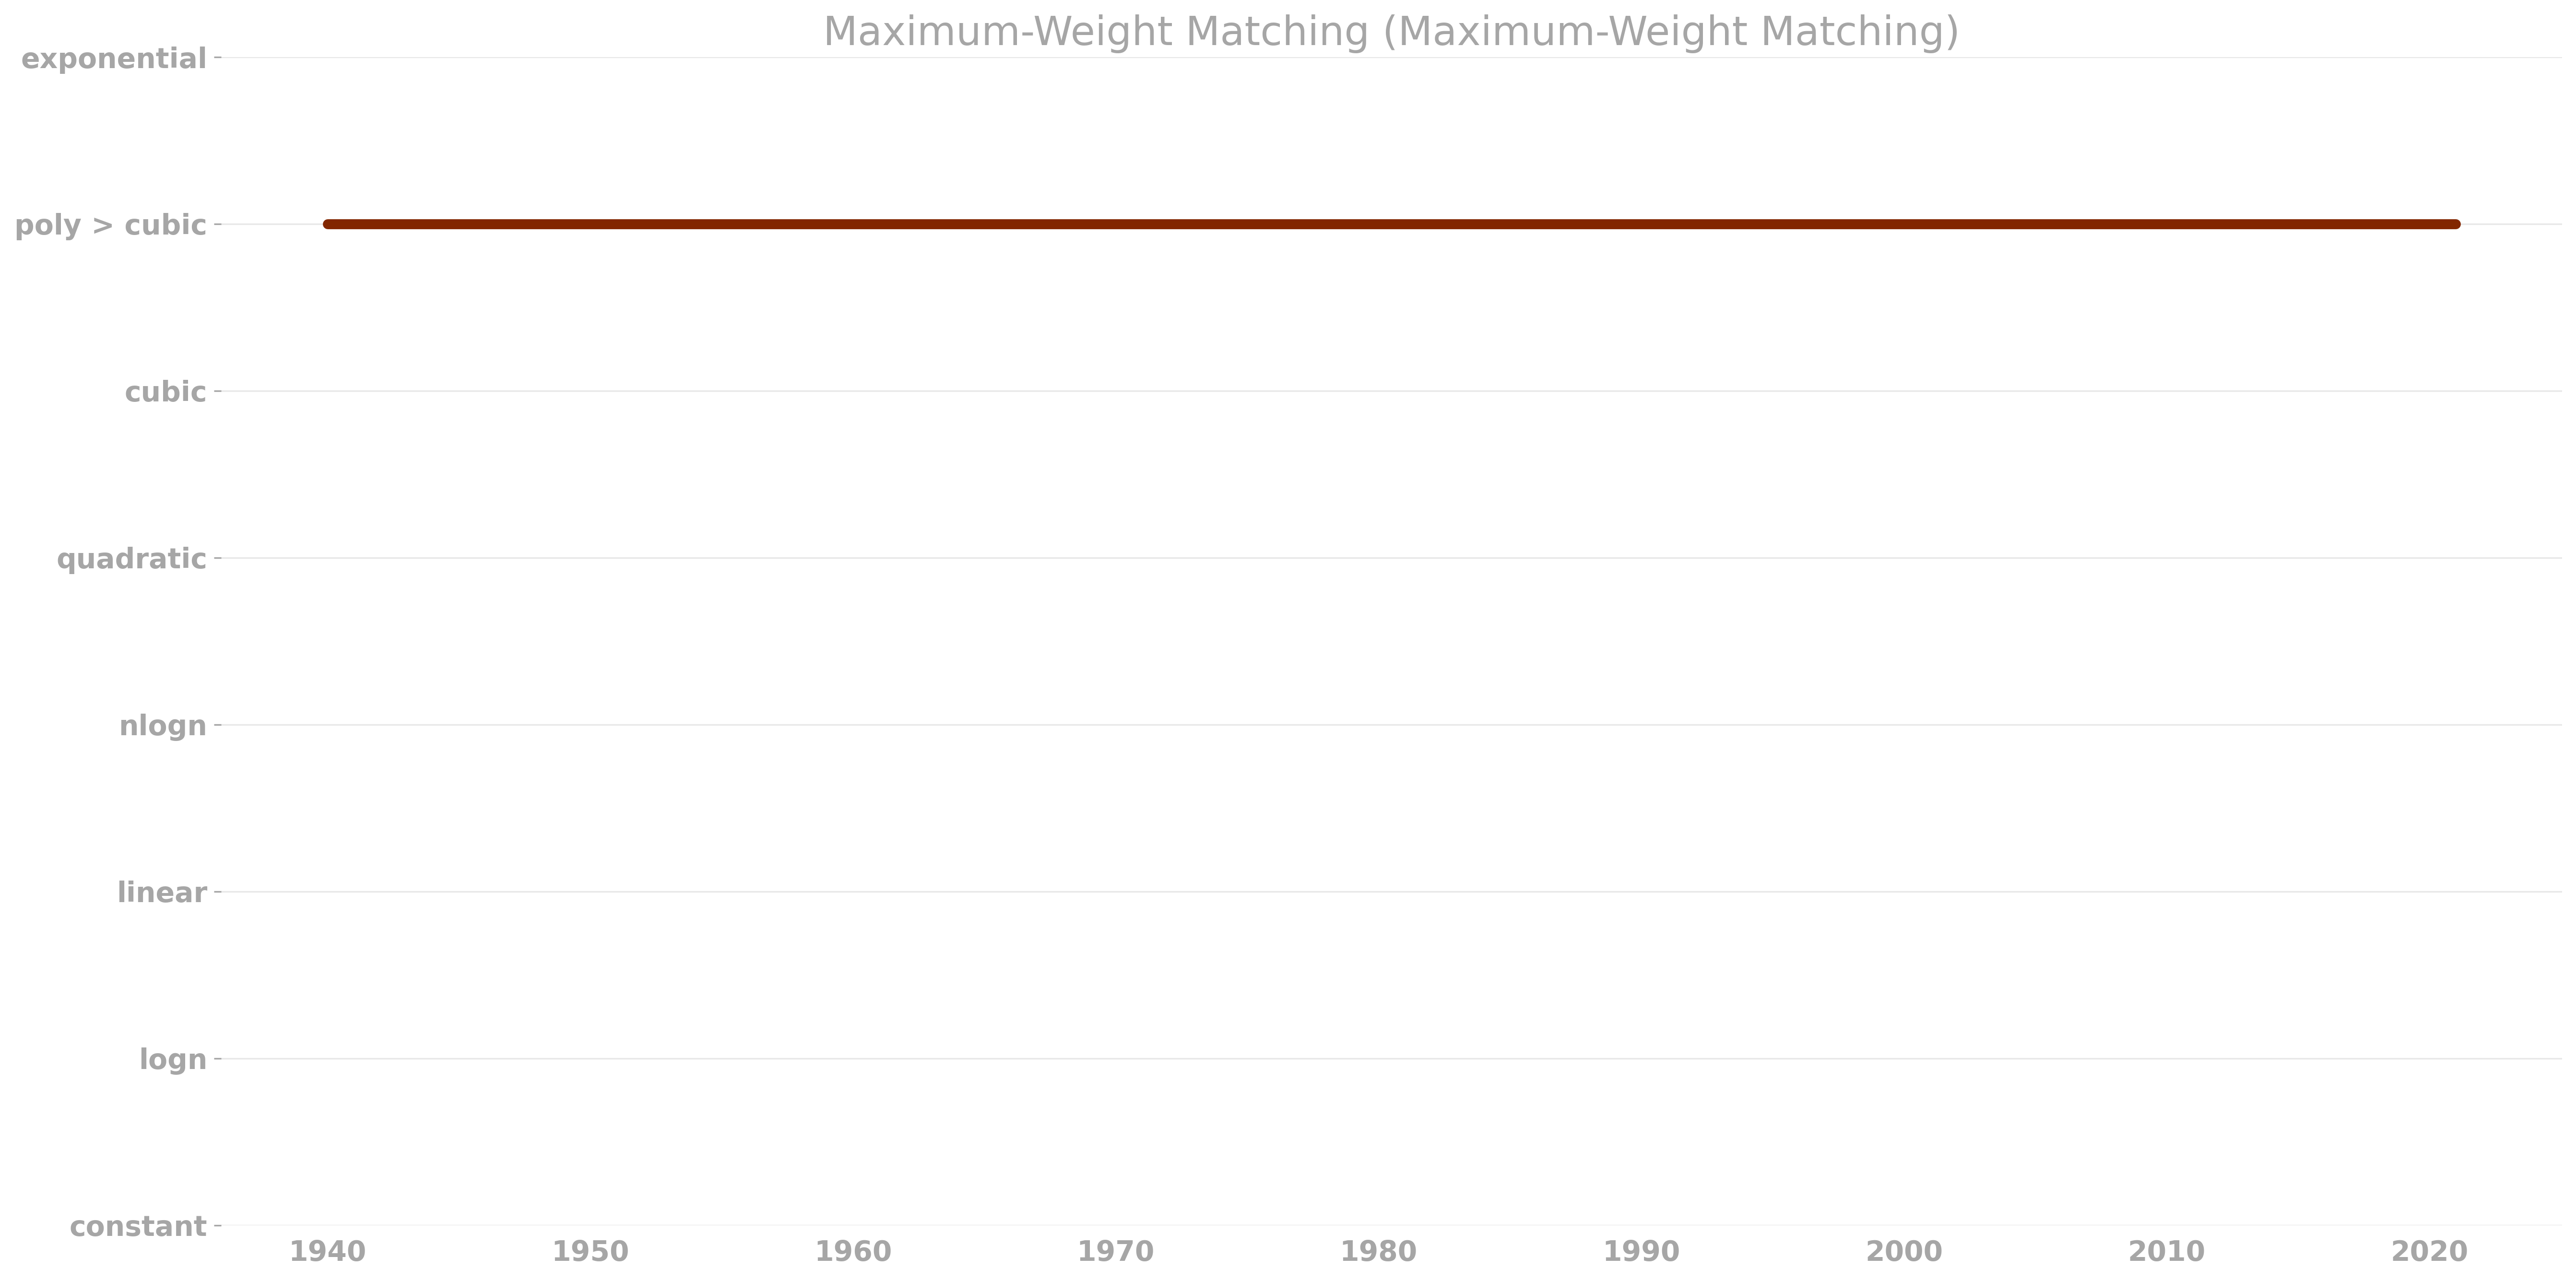 Maximum-Weight Matching (Maximum-Weight Matching)
exponential
poly > cubic
cubic
quadratic
nlogn
linear
logn
constant
1940 1950 1960 1970 1980 1990 2000 2010 2020